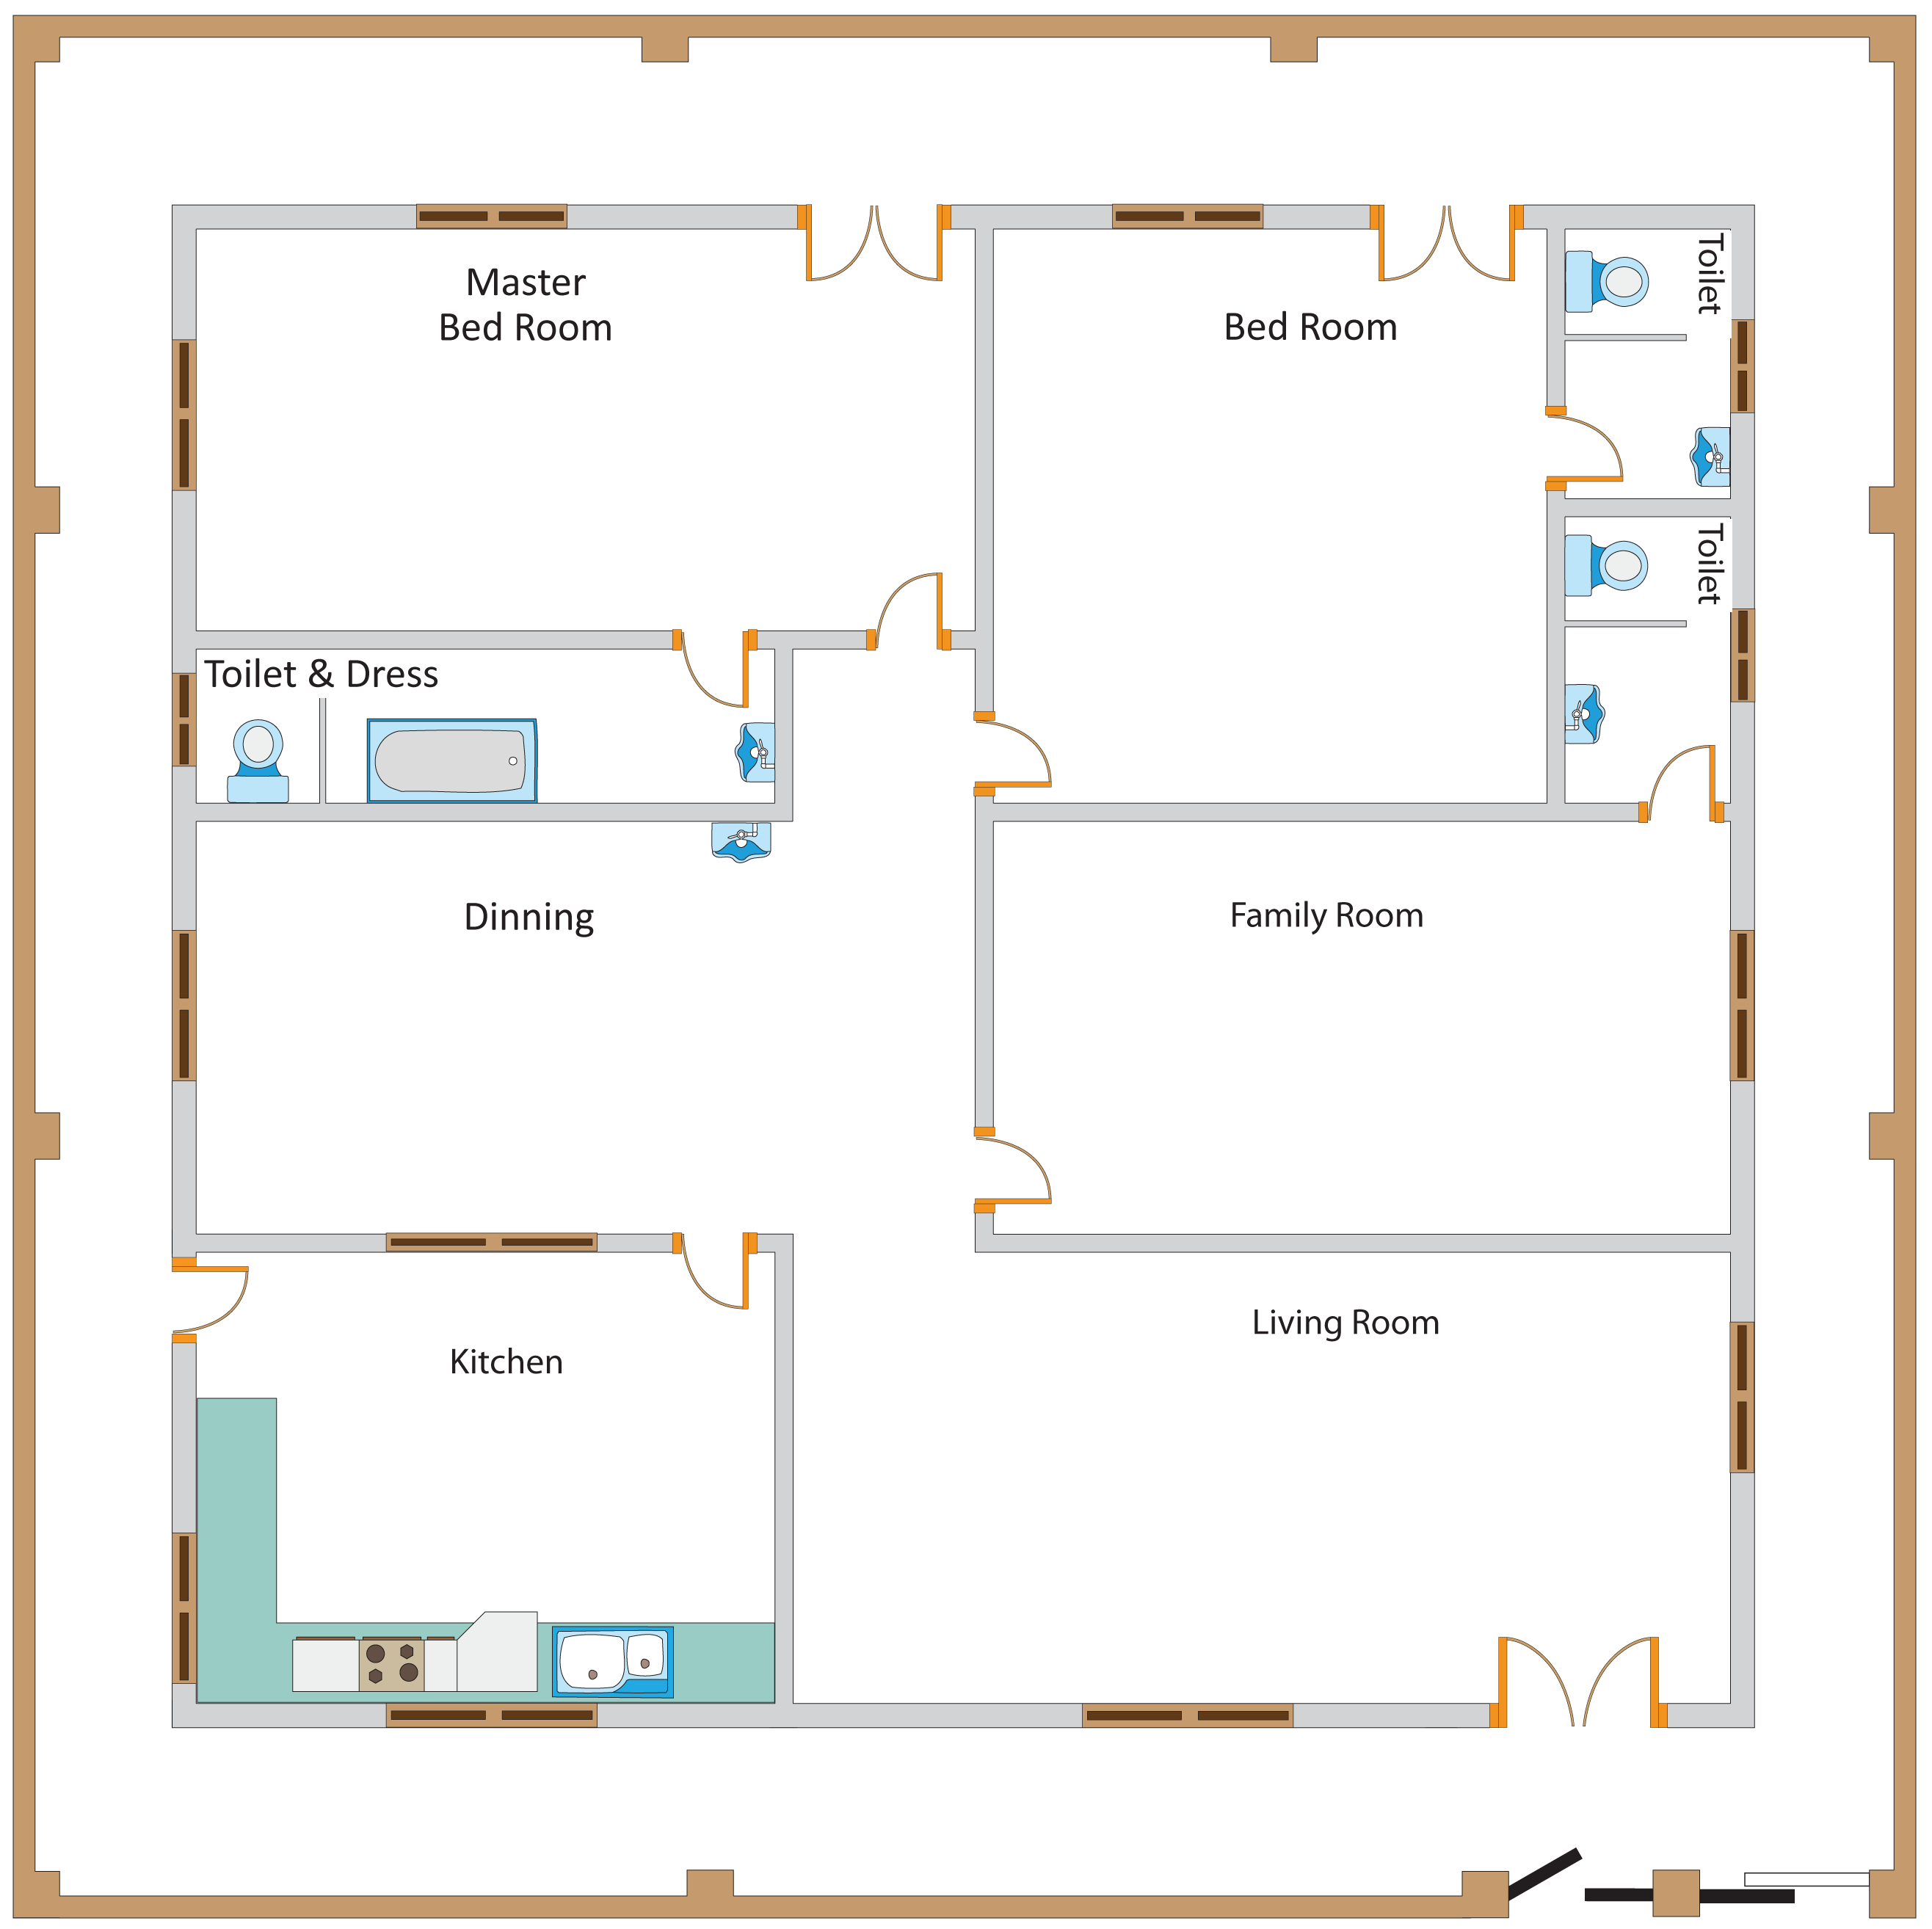 Master
Bed Room
Bed Room
Toilet
Toilet
Toilet & Dress
Dinning
Family Room
Living Room
Kitchen